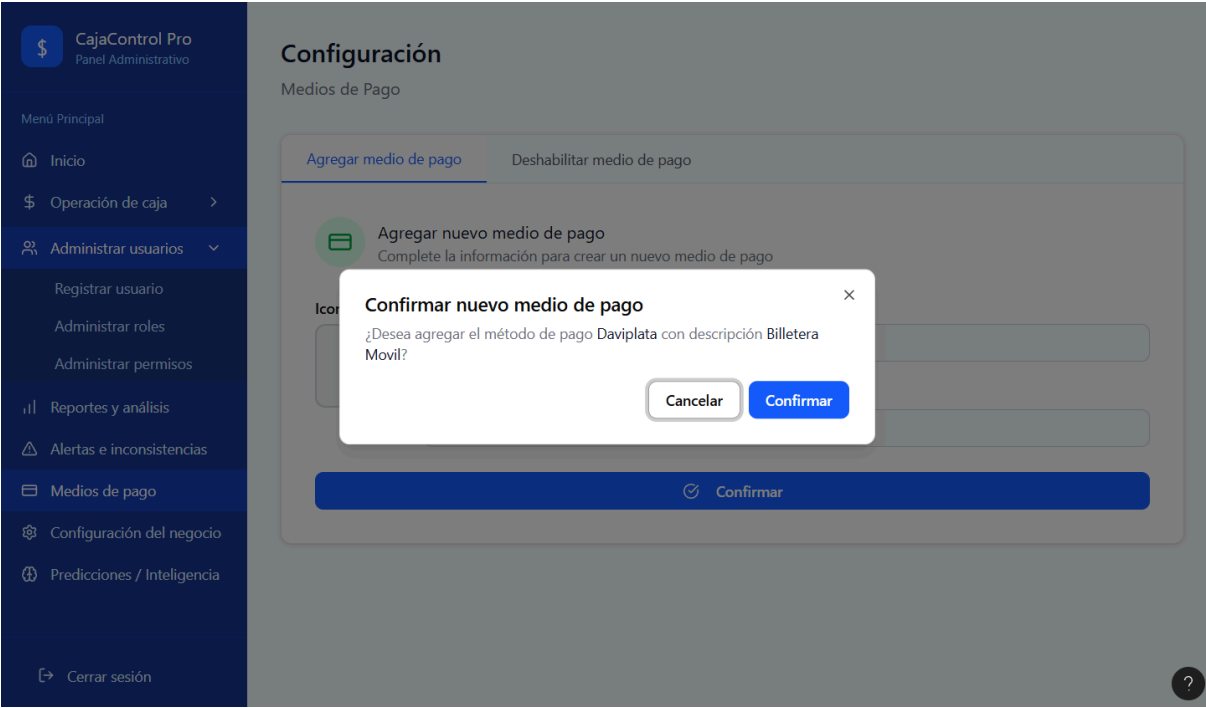 $
CajaControl Pro
Panel Administrativo
Menú Principal
Inicio
$ Operación de caja
Administrar usuarios
Registrar usuario
Administrar roles
Administrar permisos
Reportes y análisis
Alertas e inconsistencias
Medios de pago
Configuración del negocio
Predicciones / Inteligencia
Cerrar sesión
Configuración
Medios de Pago
Agregar medio de pago
Deshabilitar medio de pago
Agregar nuevo medio de pago
Complete la información para crear un nuevo medio de pago
Confirmar nuevo medio de pago
¿Desea agregar el método de pago Daviplata con descripción Billetera
Movil?
Cancelar
Confirmar
Confirmar
?